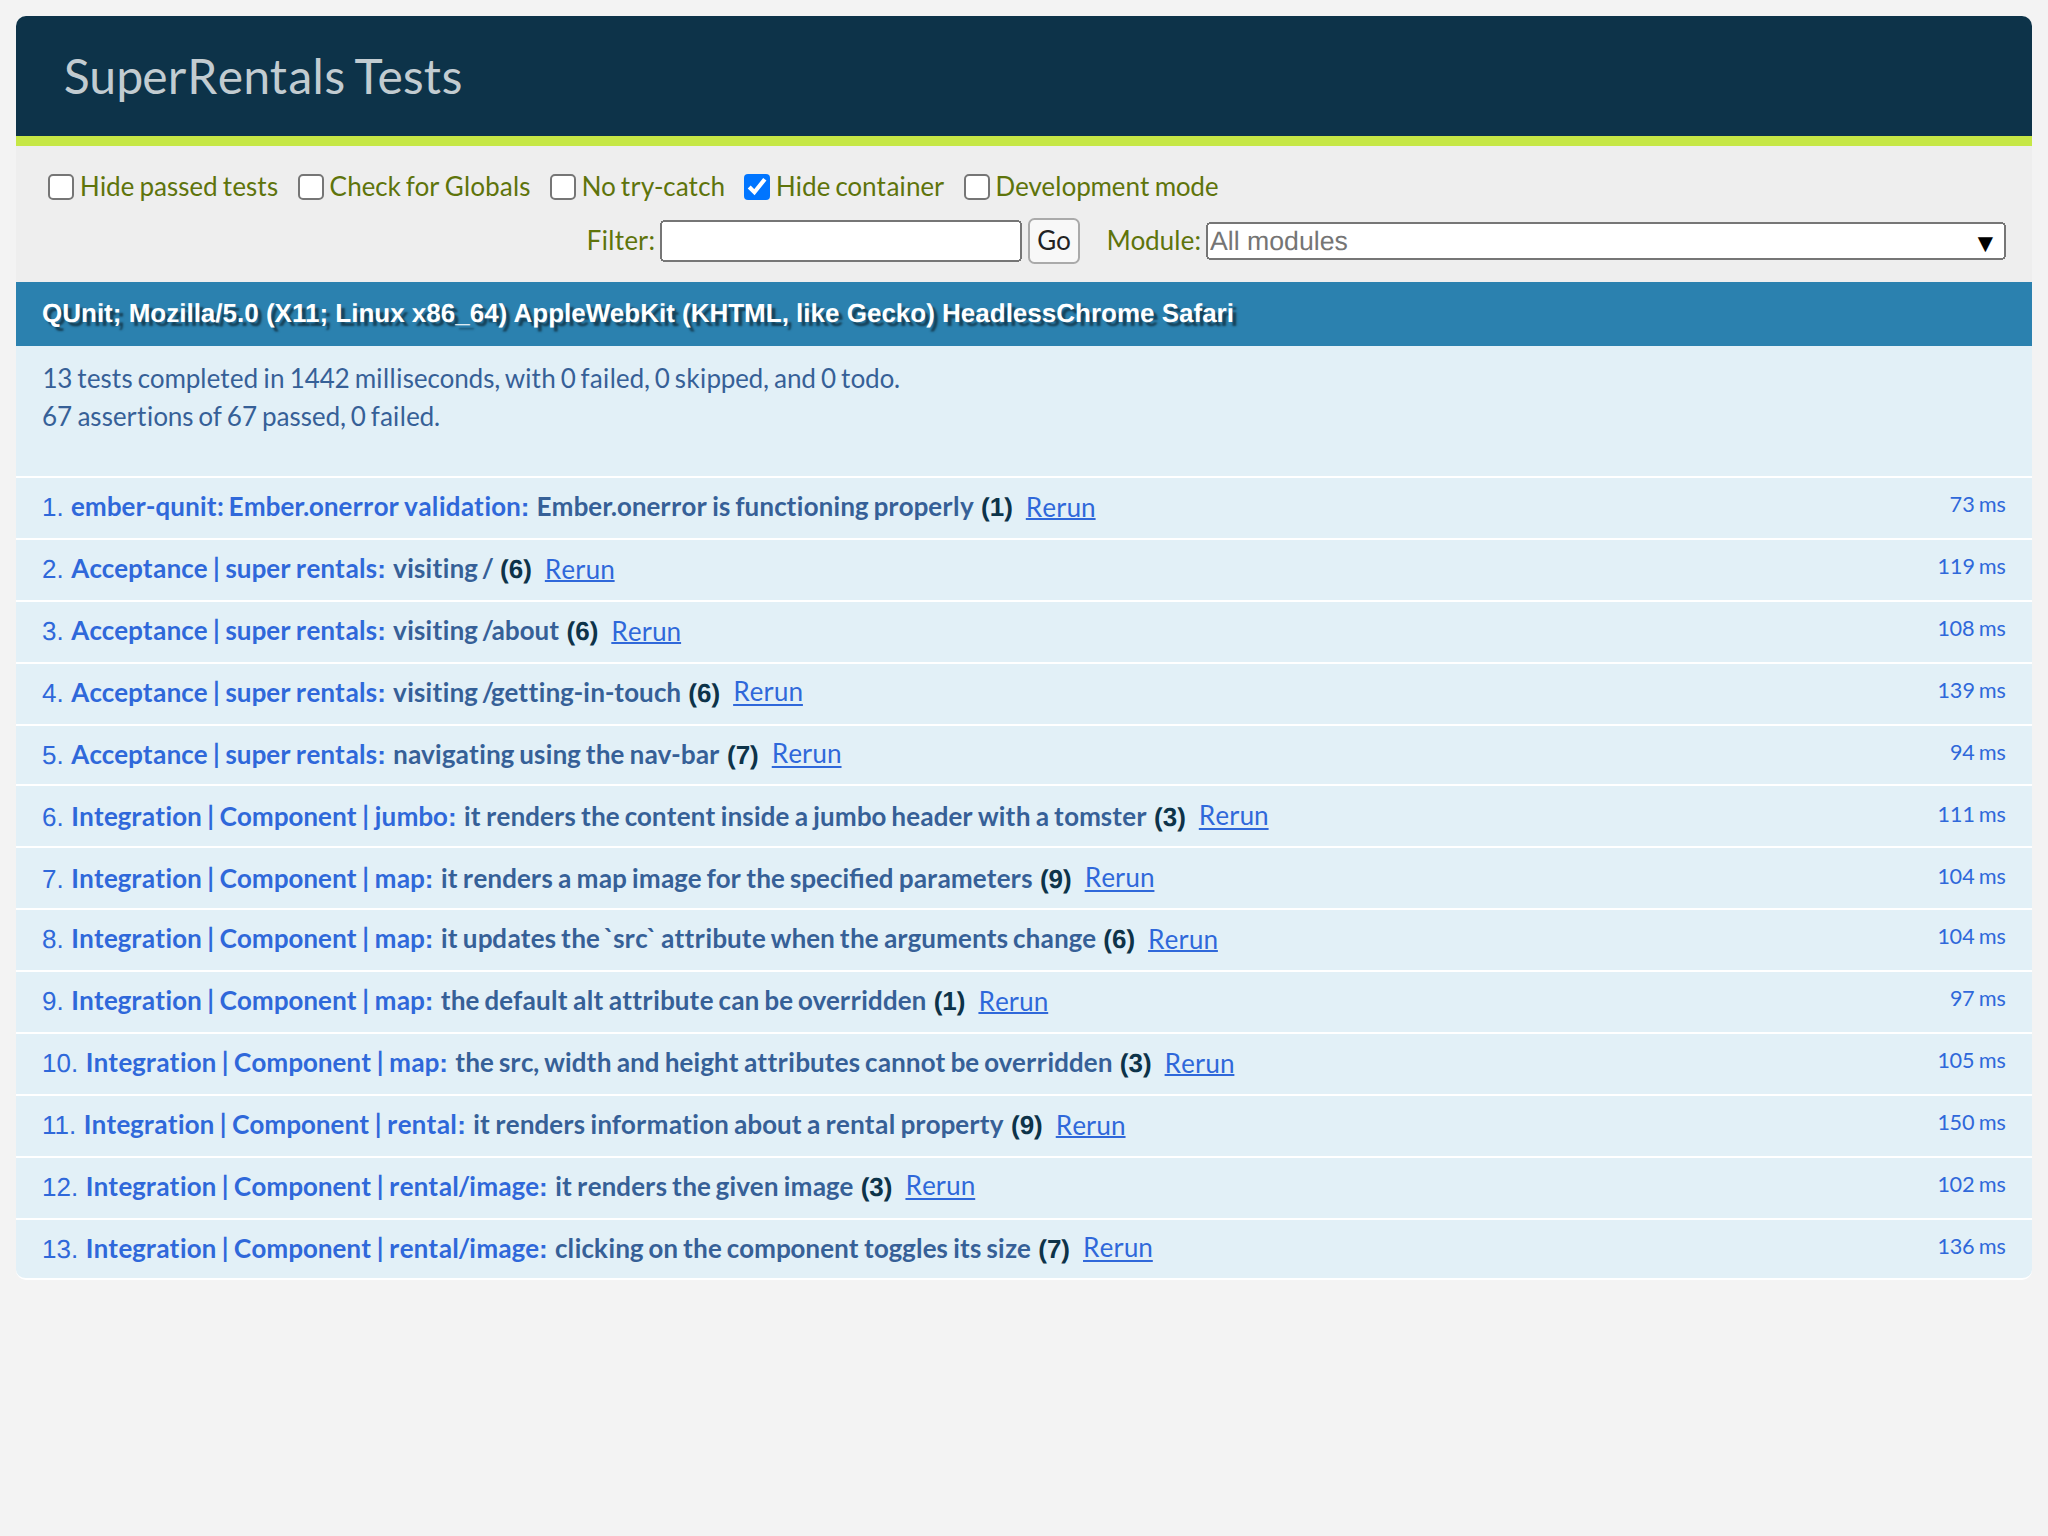 SuperRentals Tests
Hide passed tests Check for Globals No try-catch Hide container Development mode
Filter: Go Module: All modules ▼
QUnit; Mozilla/5.0 (X11; Linux x86_64) AppleWebKit (KHTML, like Gecko) HeadlessChrome Safari
13 tests completed in 1442 milliseconds, with 0 failed, 0 skipped, and 0 todo.
67 assertions of 67 passed, 0 failed.
1. ember-qunit: Ember.onerror validation: Ember.onerror is functioning properly (1) Rerun 73 ms
2. Acceptance | super rentals: visiting / (6) Rerun 119 ms
3. Acceptance | super rentals: visiting /about (6) Rerun 108 ms
4. Acceptance | super rentals: visiting /getting-in-touch (6) Rerun 139 ms
5. Acceptance | super rentals: navigating using the nav-bar (7) Rerun 94 ms
6. Integration | Component | jumbo: it renders the content inside a jumbo header with a tomster (3) Rerun 111 ms
7. Integration | Component | map: it renders a map image for the specified parameters (9) Rerun 104 ms
8. Integration | Component | map: it updates the `src` attribute when the arguments change (6) Rerun 104 ms
9. Integration | Component | map: the default alt attribute can be overridden (1) Rerun 97 ms
10. Integration | Component | map: the src, width and height attributes cannot be overridden (3) Rerun 105 ms
11. Integration | Component | rental: it renders information about a rental property (9) Rerun 150 ms
12. Integration | Component | rental/image: it renders the given image (3) Rerun 102 ms
13. Integration | Component | rental/image: clicking on the component toggles its size (7) Rerun 136 ms